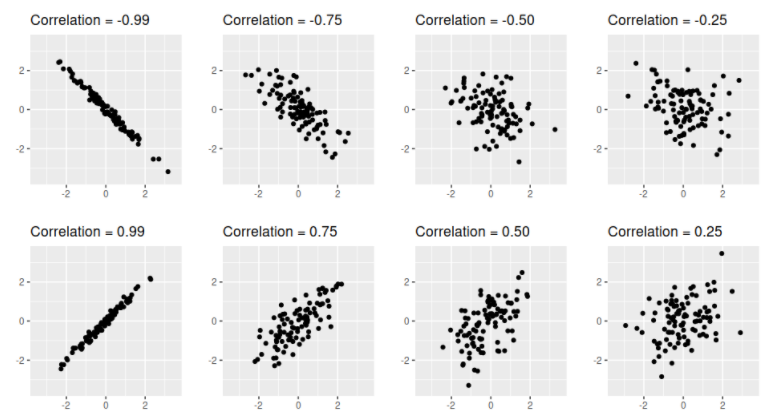 Correlation = -0.99
Correlation = -0.75
Correlation = -0.50
Correlation = -0.25
2
0
-2
-2 0 2
2
0
-2
-2 0 2
2
0
-2
-2 0 2
2
0
-2
-2 0 2
Correlation = 0.99
Correlation = 0.75
Correlation = 0.50
Correlation = 0.25
2
0
-2
-2 0 2
2
0
-2
-2 0 2
2
0
-2
-2 0 2
2
0
-2
-2 0 2